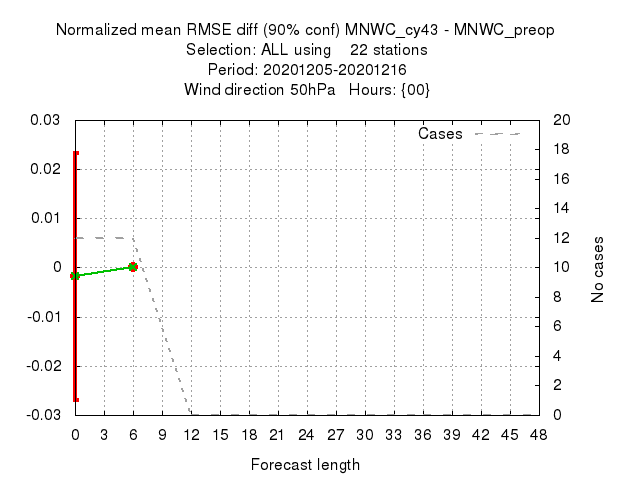 Normalized mean RMSE diff (90% conf) MNWC_cy43 - MNWC_preop
Selection: ALL using    22 stations
Period: 20201205-20201216
Wind direction 50hPa   Hours: {00}
Cases
0.03
0.02
0.01
0
-0.01
-0.02
-0.03
20
18
16
14
12
10
8
6
4
2
0
No cases
0 3 6 9 12 15 18 21 24 27 30 33 36 39 42 45 48
Forecast length